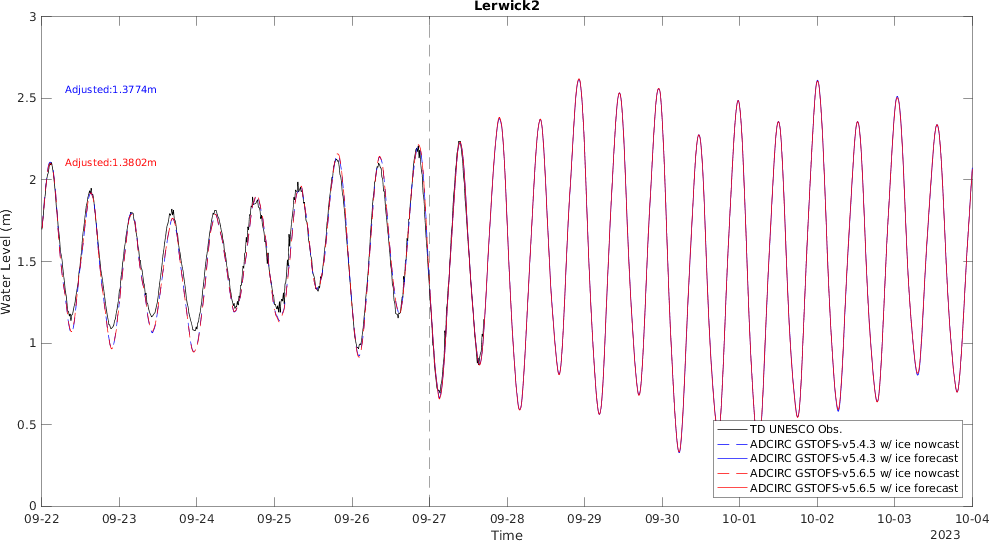 Lerwick2
3
2.5
2
1.5
1
0.5
0
Water Level (m)
Adjusted:1.3774m
Adjusted:1.3802m
TD UNESCO Obs.
ADCIRC GSTOFS-v5.4.3 w/ ice nowcast
ADCIRC GSTOFS-v5.4.3 w/ ice forecast
ADCIRC GSTOFS-v5.6.5 w/ ice nowcast
ADCIRC GSTOFS-v5.6.5 w/ ice forecast
09-22 09-23 09-24 09-25 09-26 09-27 09-28 09-29 09-30 10-01 10-02 10-03 10-04
Time
2023